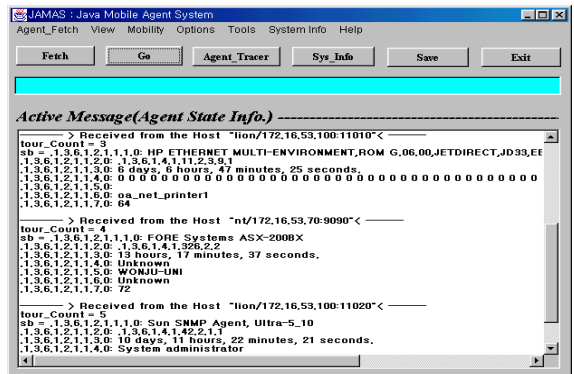 JAMAS : Java Mobile Agent System
Agent_Fetch View Mobility Options Tools System Info Help
Fetch Go Agent_Tracer Sys_Info Save Exit
Active Message(Agent State Info.) ----------
——— > Received from the Host "lion/172,16,53,100:11010"< ———
tour_Count = 3
sb = ,1,3,6,1,2,1,1,1,0: HP ETHERNET MULTI-ENVIRONMENT,ROM G,06,00,JETDIRECT,JD33,EE
,1,3,6,1,2,1,1,2,0: ,1,3,6,1,4,1,11,2,3,9,1
,1,3,6,1,2,1,1,3,0: 6 days, 6 hours, 47 minutes, 25 seconds,
,1,3,6,1,2,1,1,4,0: 0 0 0 0 0 0 0 0 0 0 0 0 0 0 0 0 0 0 0 0 0 0 0 0 0 0 0 0 0 0 0 0 0 0 0 0
,1,3,6,1,2,1,1,5,0:
,1,3,6,1,2,1,1,6,0: oa_net_printer1
,1,3,6,1,2,1,1,7,0: 64
——— > Received from the Host "nt/172,16,53,70:9090"< ———
tour_Count = 4
sb = ,1,3,6,1,2,1,1,1,0: FORE Systems ASX-200BX
,1,3,6,1,2,1,1,2,0: ,1,3,6,1,4,1,326,2,2
,1,3,6,1,2,1,1,3,0: 13 hours, 17 minutes, 37 seconds,
,1,3,6,1,2,1,1,4,0: Unknown
,1,3,6,1,2,1,1,5,0: WONJU-UNI
,1,3,6,1,2,1,1,6,0: Unknown
,1,3,6,1,2,1,1,7,0: 72
——— > Received from the Host "lion/172,16,53,100:11020"< ———
tour_Count = 5
sb = ,1,3,6,1,2,1,1,1,0: Sun SNMP Agent, Ultra-5_10
,1,3,6,1,2,1,1,2,0: ,1,3,6,1,4,1,42,2,1,1
,1,3,6,1,2,1,1,3,0: 10 days, 11 hours, 22 minutes, 21 seconds,
,1,3,6,1,2,1,1,4,0: System administrator